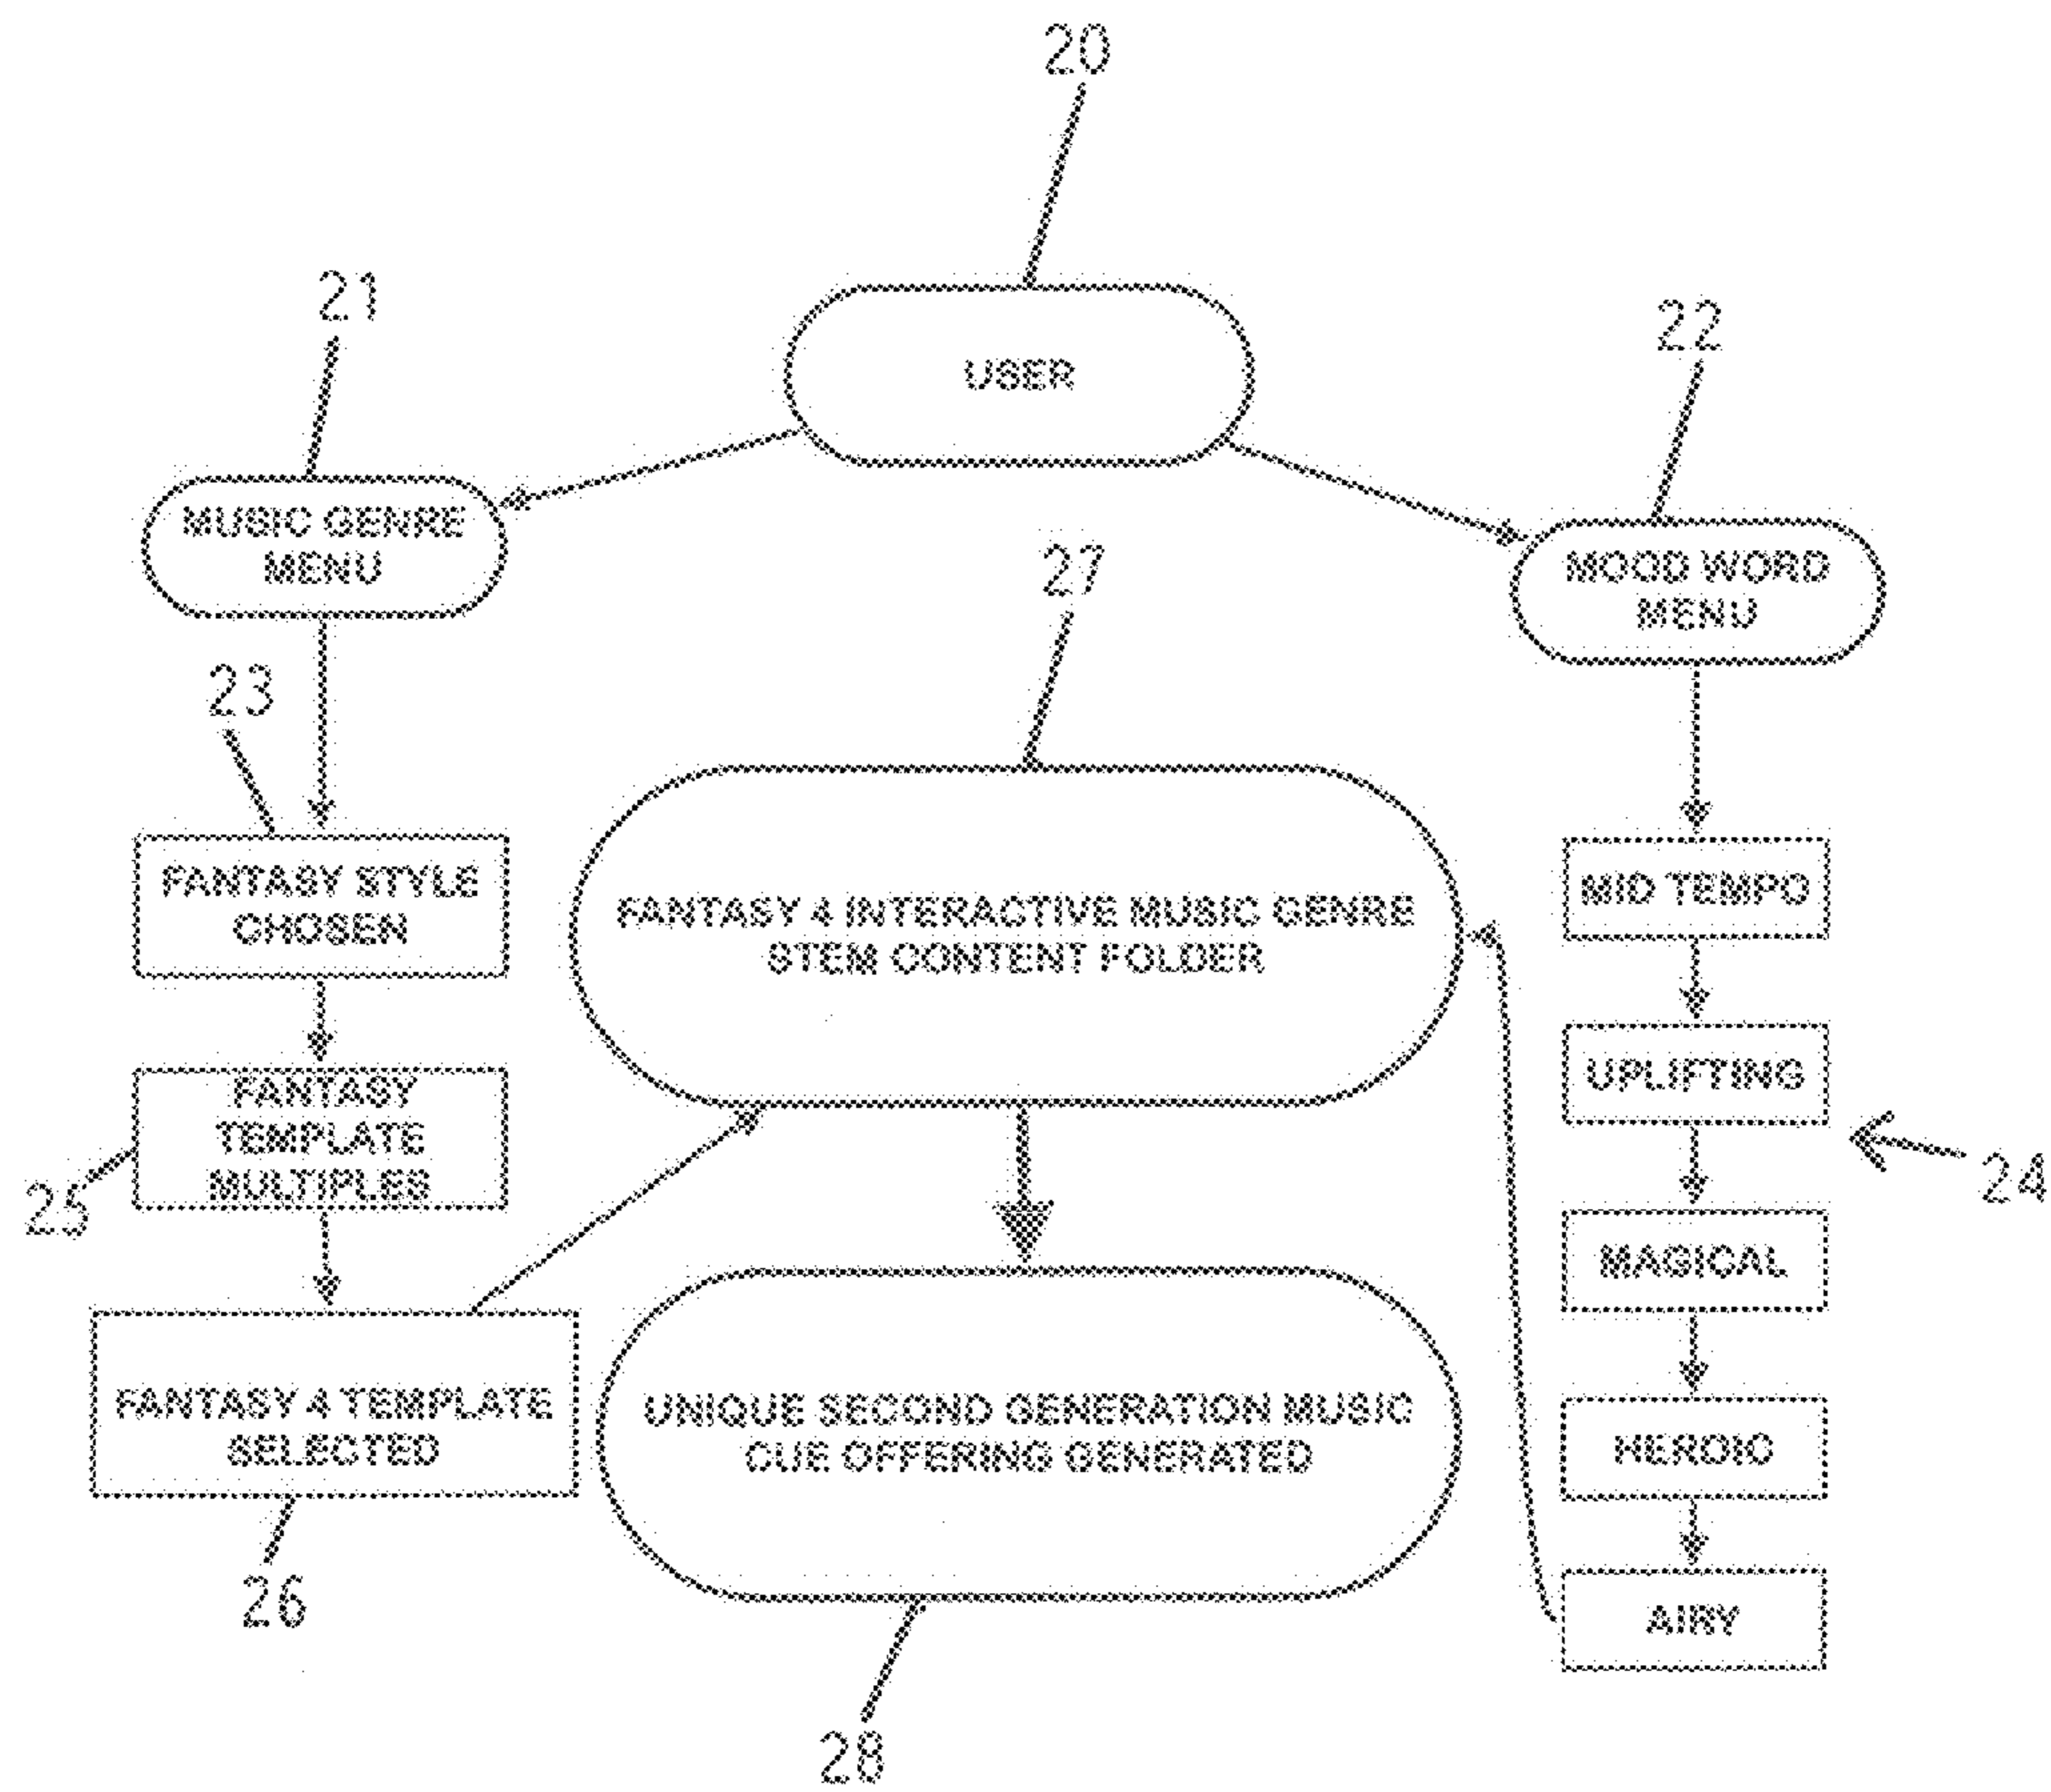 20
21
USER
22
MUSIC GENRE
MENU
27
MOOD WORD
MENU
23
FANTASY STYLE
CHOSEN
FANTASY 4 INTERACTIVE MUSIC GENRE
STEM CONTENT FOLDER
MID TEMPO
UPLIFTING
FANTASY
TEMPLATE
MULTIPLES
25
24
MAGICAL
FANTASY 4 TEMPLATE
SELECTED
UNIQUE SECOND GENERATION MUSIC
CUE OFFERING GENERATED
HEROIC
26
AIRY
28